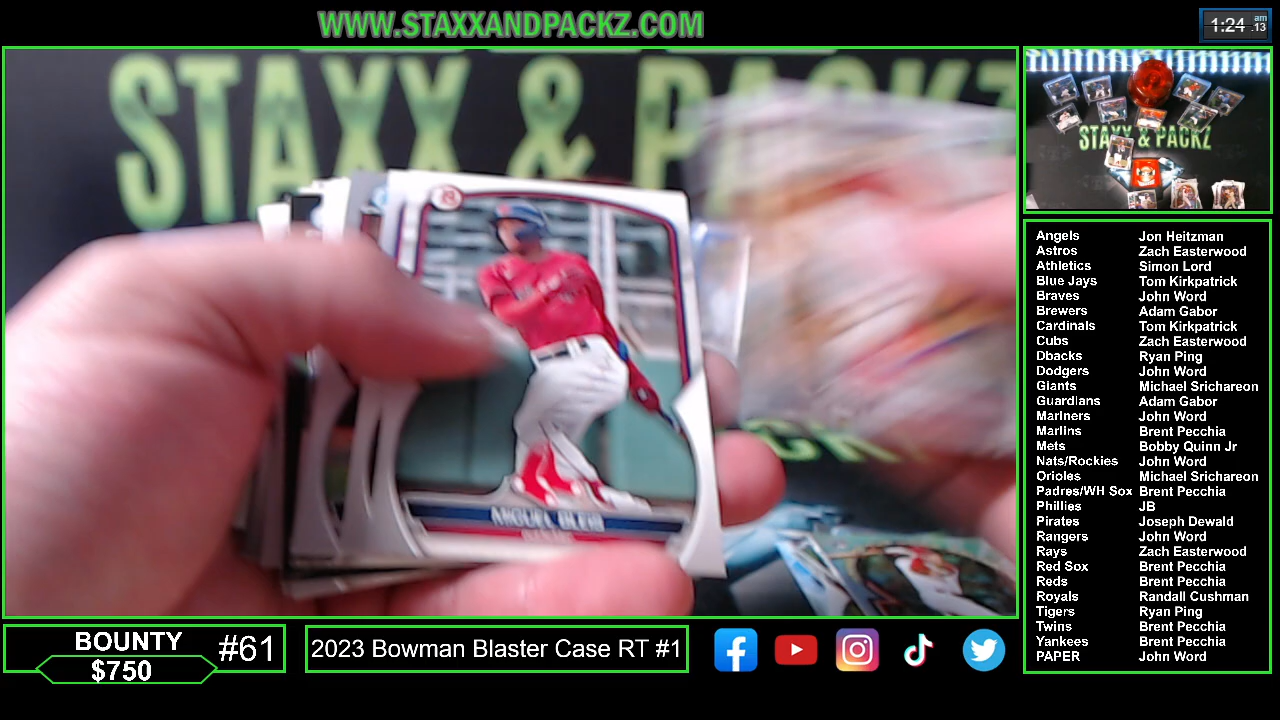 WWW.STAXXANDPACKZ.COM
1:24 am
.13
STAXX & PACKZ
STAXX & PACKZ
MIGUEL BLEIS
Angels Jon Heitzman
Astros Zach Easterwood
Athletics Simon Lord
Blue Jays Tom Kirkpatrick
Braves John Word
Brewers Adam Gabor
Cardinals Tom Kirkpatrick
Cubs Zach Easterwood
Dbacks Ryan Ping
Dodgers John Word
Giants Michael Srichareon
Guardians Adam Gabor
Mariners John Word
Marlins Brent Pecchia
Mets Bobby Quinn Jr
Nats/Rockies John Word
Orioles Michael Srichareon
Padres/WH Sox Brent Pecchia
Phillies JB
Pirates Joseph Dewald
Rangers John Word
Rays Zach Easterwood
Red Sox Brent Pecchia
Reds Brent Pecchia
Royals Randall Cushman
Tigers Ryan Ping
Twins Brent Pecchia
Yankees Brent Pecchia
PAPER John Word
BOUNTY
$750
#61
2023 Bowman Blaster Case RT #1